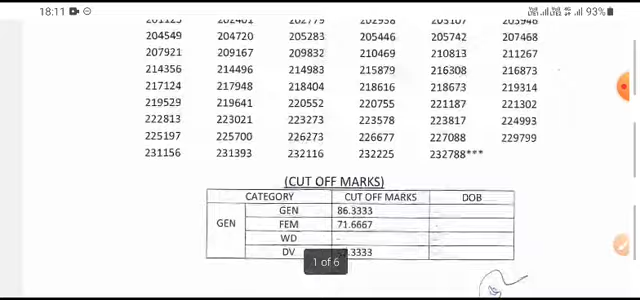 18:11 93%
204549 204720 205283 205446 205742 207468
207921 209167 209832 210469 210813 211267
214356 214496 214983 215879 216308 216873
217124 217948 218404 218616 218673 219314
219529 219641 220552 220755 221187 221302
222813 223021 223273 223578 223817 224993
225197 225700 226273 226677 227088 229799
231156 231393 232116 232225 232788***
(CUT OFF MARKS)
CATEGORY CUT OFF MARKS DOB
GEN GEN 86.3333 -
FEM 71.6667 -
WD - -
DV .3333
1 of 6